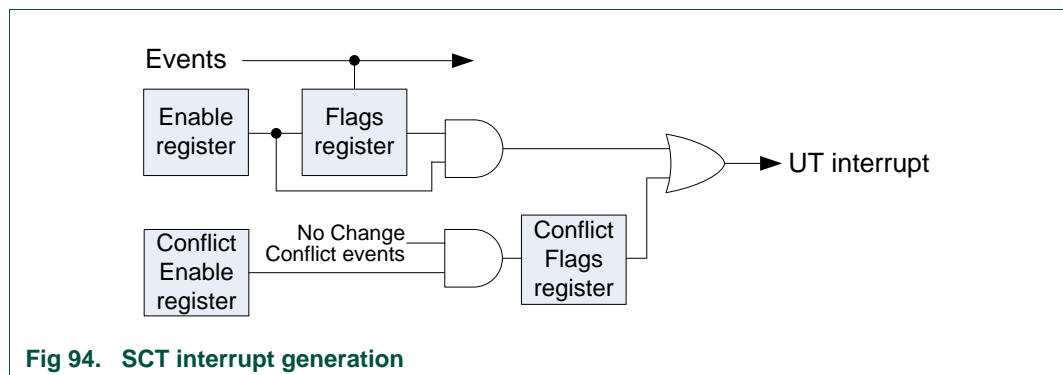 Events
Enable
register
Flags
register
UT interrupt
Conflict
Enable
register
No Change
Conflict events
Conflict
Flags
register
Fig 94. SCT interrupt generation